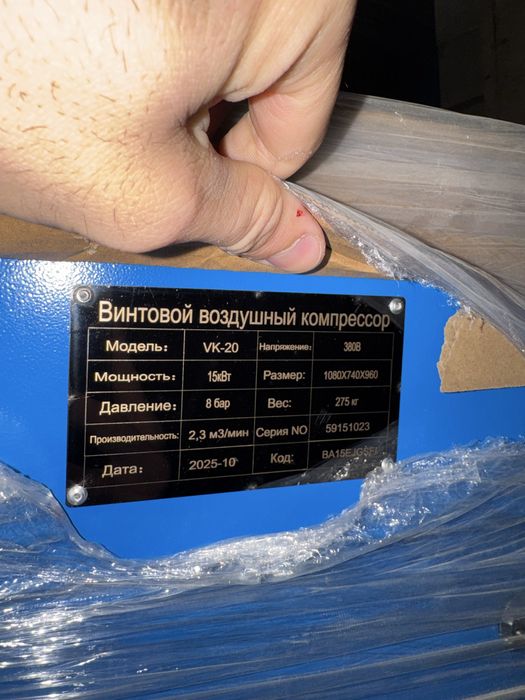 Винтовой воздушный компрессор
Модель: VK-20 Напряжение: 380В
Мощность: 15кВт Размер: 1080X740X960
Давление: 8 бар Вес: 275 кг
Производительность: 2,3 м3/мин Серия NO 59151023
Дата: 2025-10 Код: